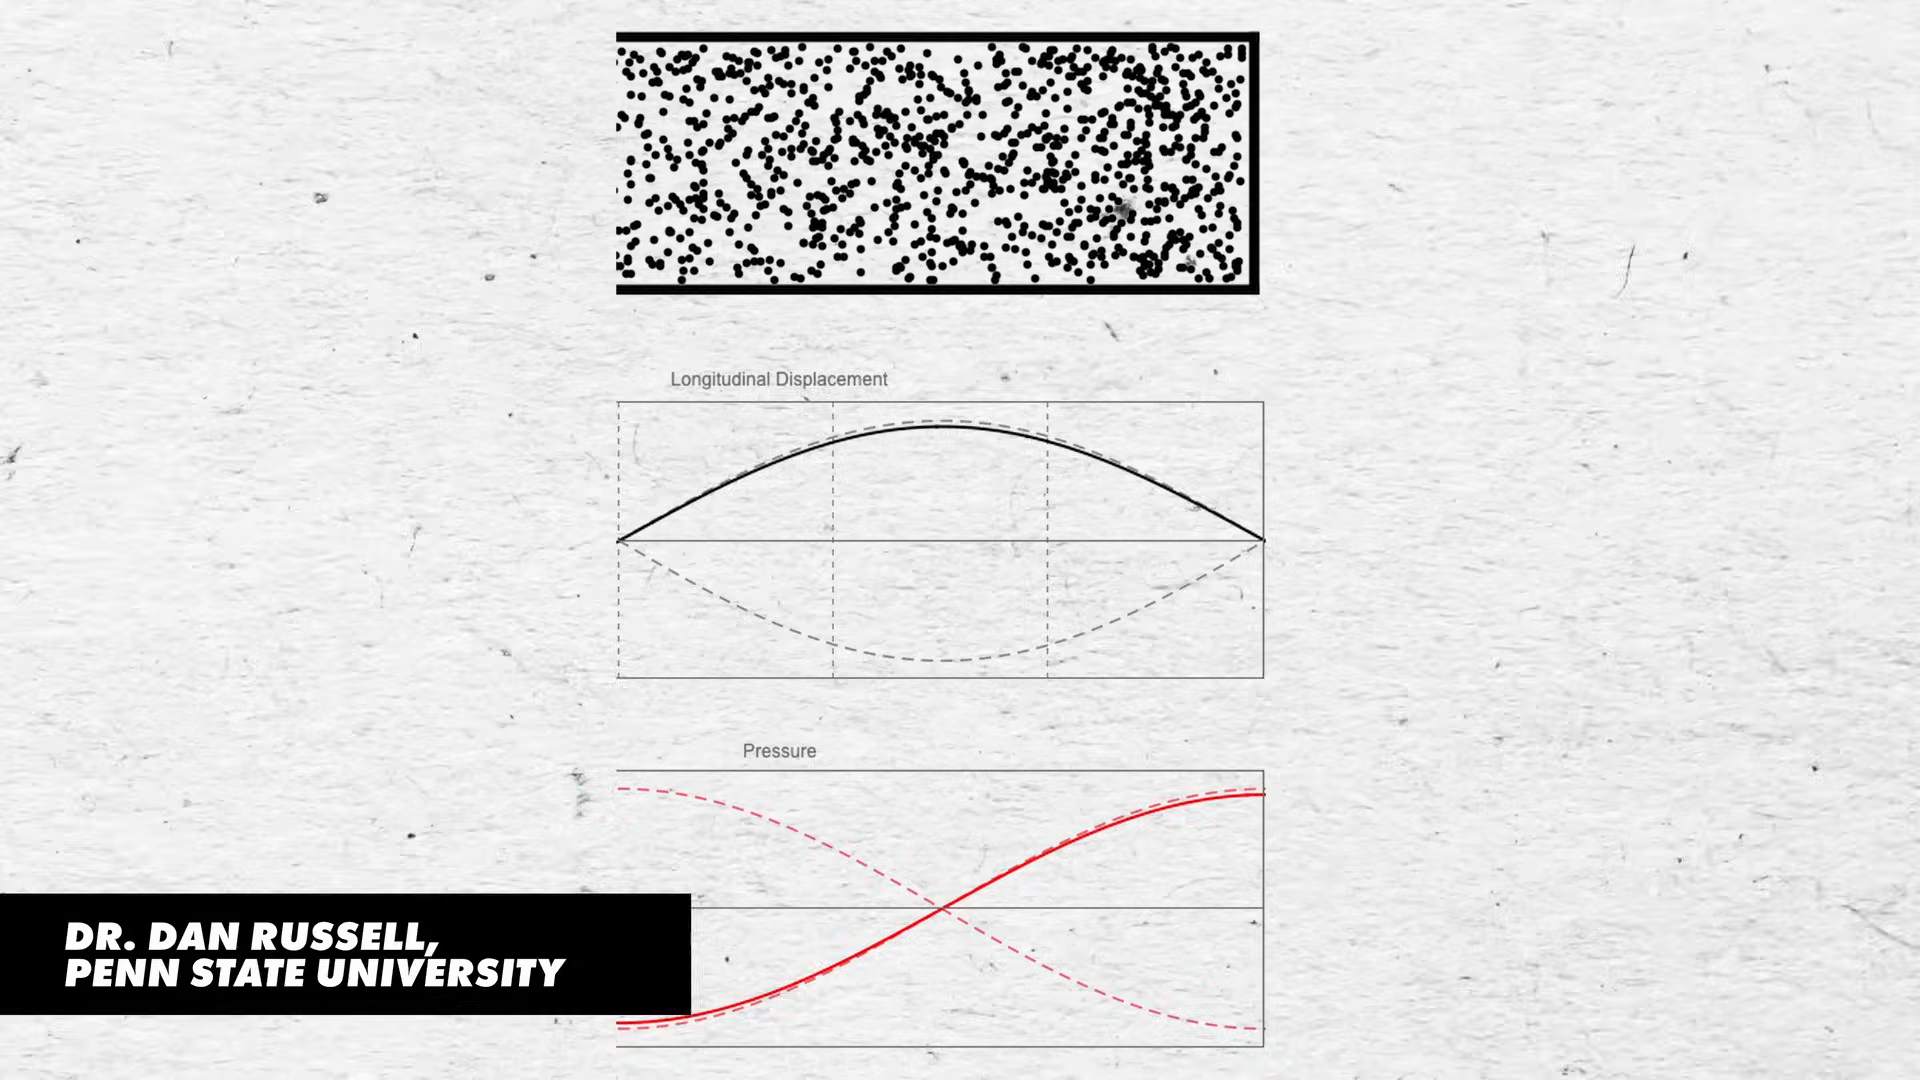 Longitudinal Displacement
Pressure
DR. DAN RUSSELL,
PENN STATE UNIVERSITY